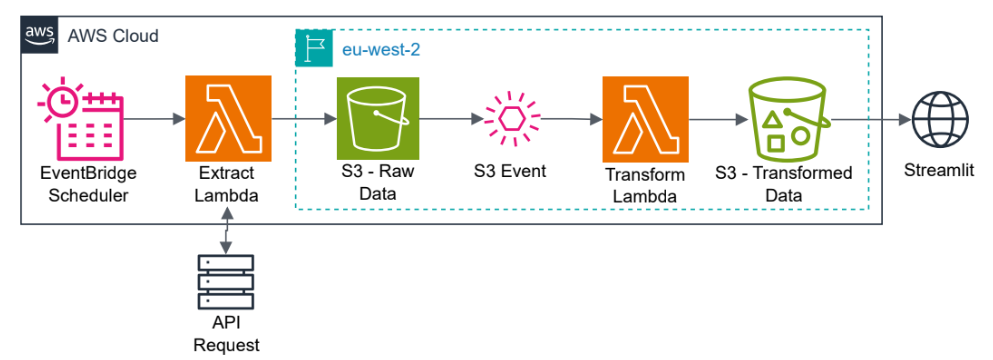 aws
AWS Cloud
eu-west-2
EventBridge
Scheduler
Extract
Lambda
S3 - Raw
Data
S3 Event
Transform
Lambda
S3 - Transformed
Data
Streamlit
API
Request